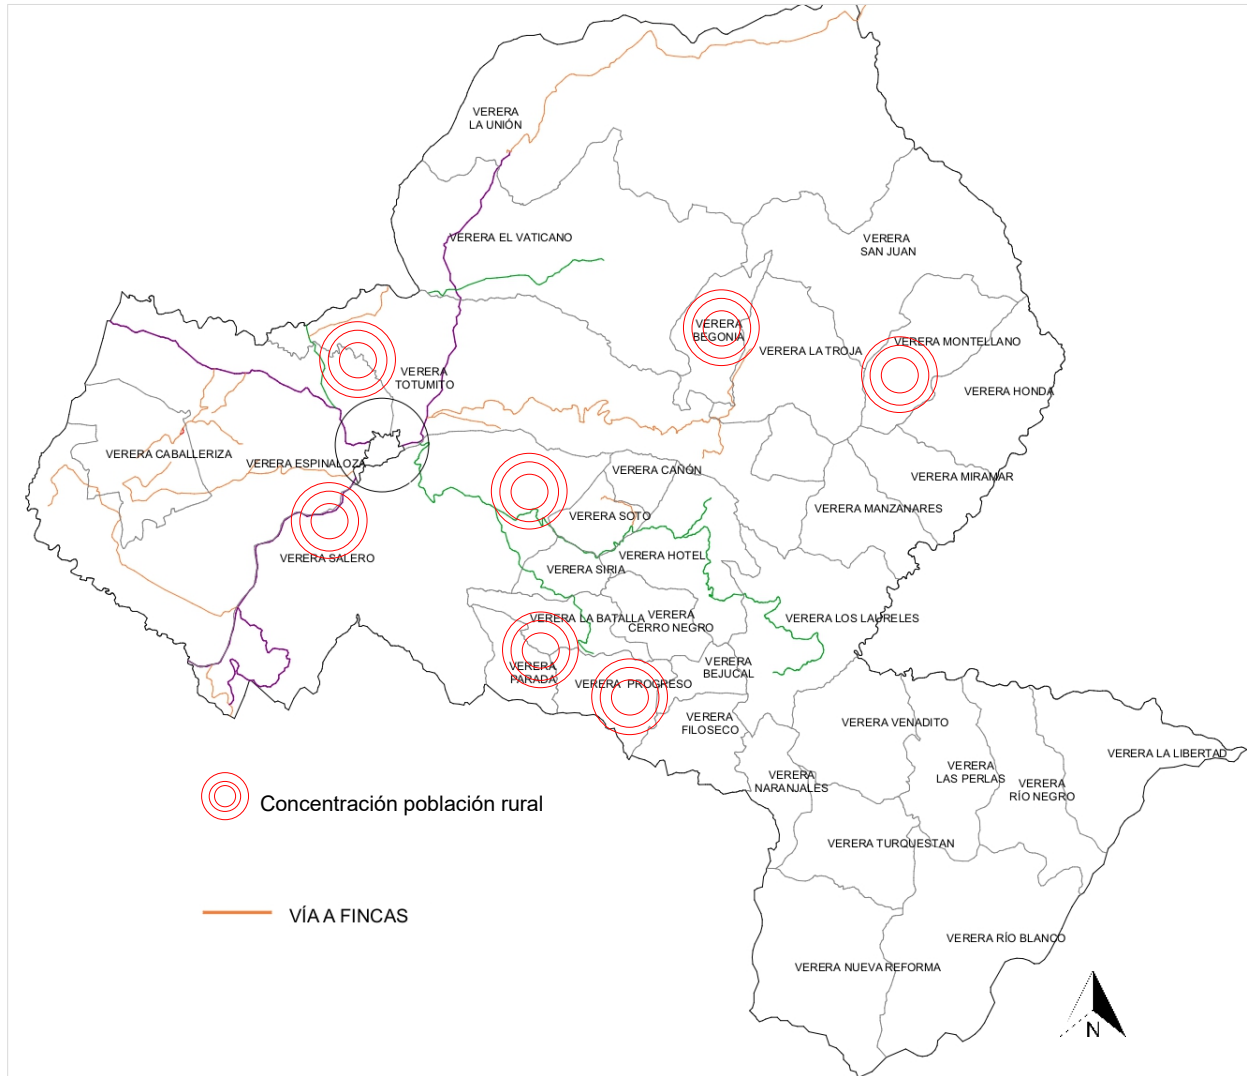 VERERA
LA UNIÓN
VERERA EL VATICANO
VERERA
SAN JUAN
VERERA
BEGONIA
VERERA LA TROJA
VERERA MONTELLANO
VERERA
TOTUMITO
VERERA HONDA
VERERA CABALLERIZA
VERERA ESPINALOZA
VERERA CAÑÓN
VERERA MIRAMAR
VERERA SOTO
VERERA MANZANARES
VERERA SALERO
VERERA HOTEL
VERERA SIRIA
VERERA LA BATALLA
VERERA
CERRO NEGRO
VERERA LOS LAURELES
VERERA
PARADA
VERERA PROGRESO
VERERA
BEJUCAL
VERERA
FILOSECO
VERERA VENADITO
VERERA LA LIBERTAD
VERERA
NARANJALES
VERERA
LAS PERLAS
VERERA
RÍO NEGRO
Concentración población rural
VERERA TURQUESTAN
VÍA A FINCAS
VERERA RÍO BLANCO
VERERA NUEVA REFORMA
N